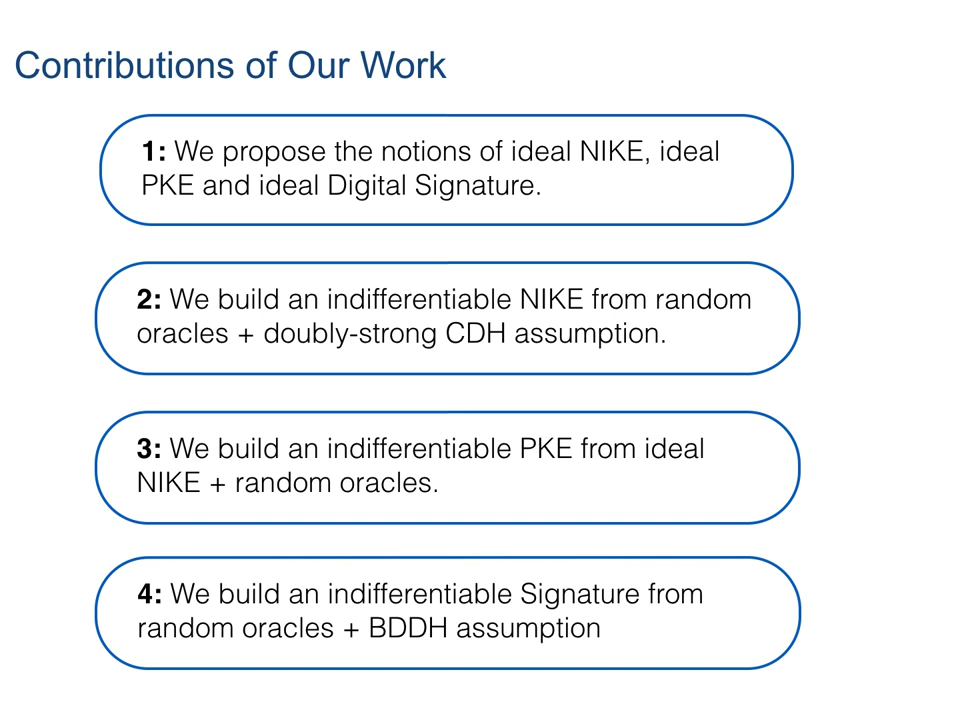 Contributions of Our Work
1: We propose the notions of ideal NIKE, ideal
PKE and ideal Digital Signature.
2: We build an indifferentiable NIKE from random
oracles + doubly-strong CDH assumption.
3: We build an indifferentiable PKE from ideal
NIKE + random oracles.
4: We build an indifferentiable Signature from
random oracles + BDDH assumption